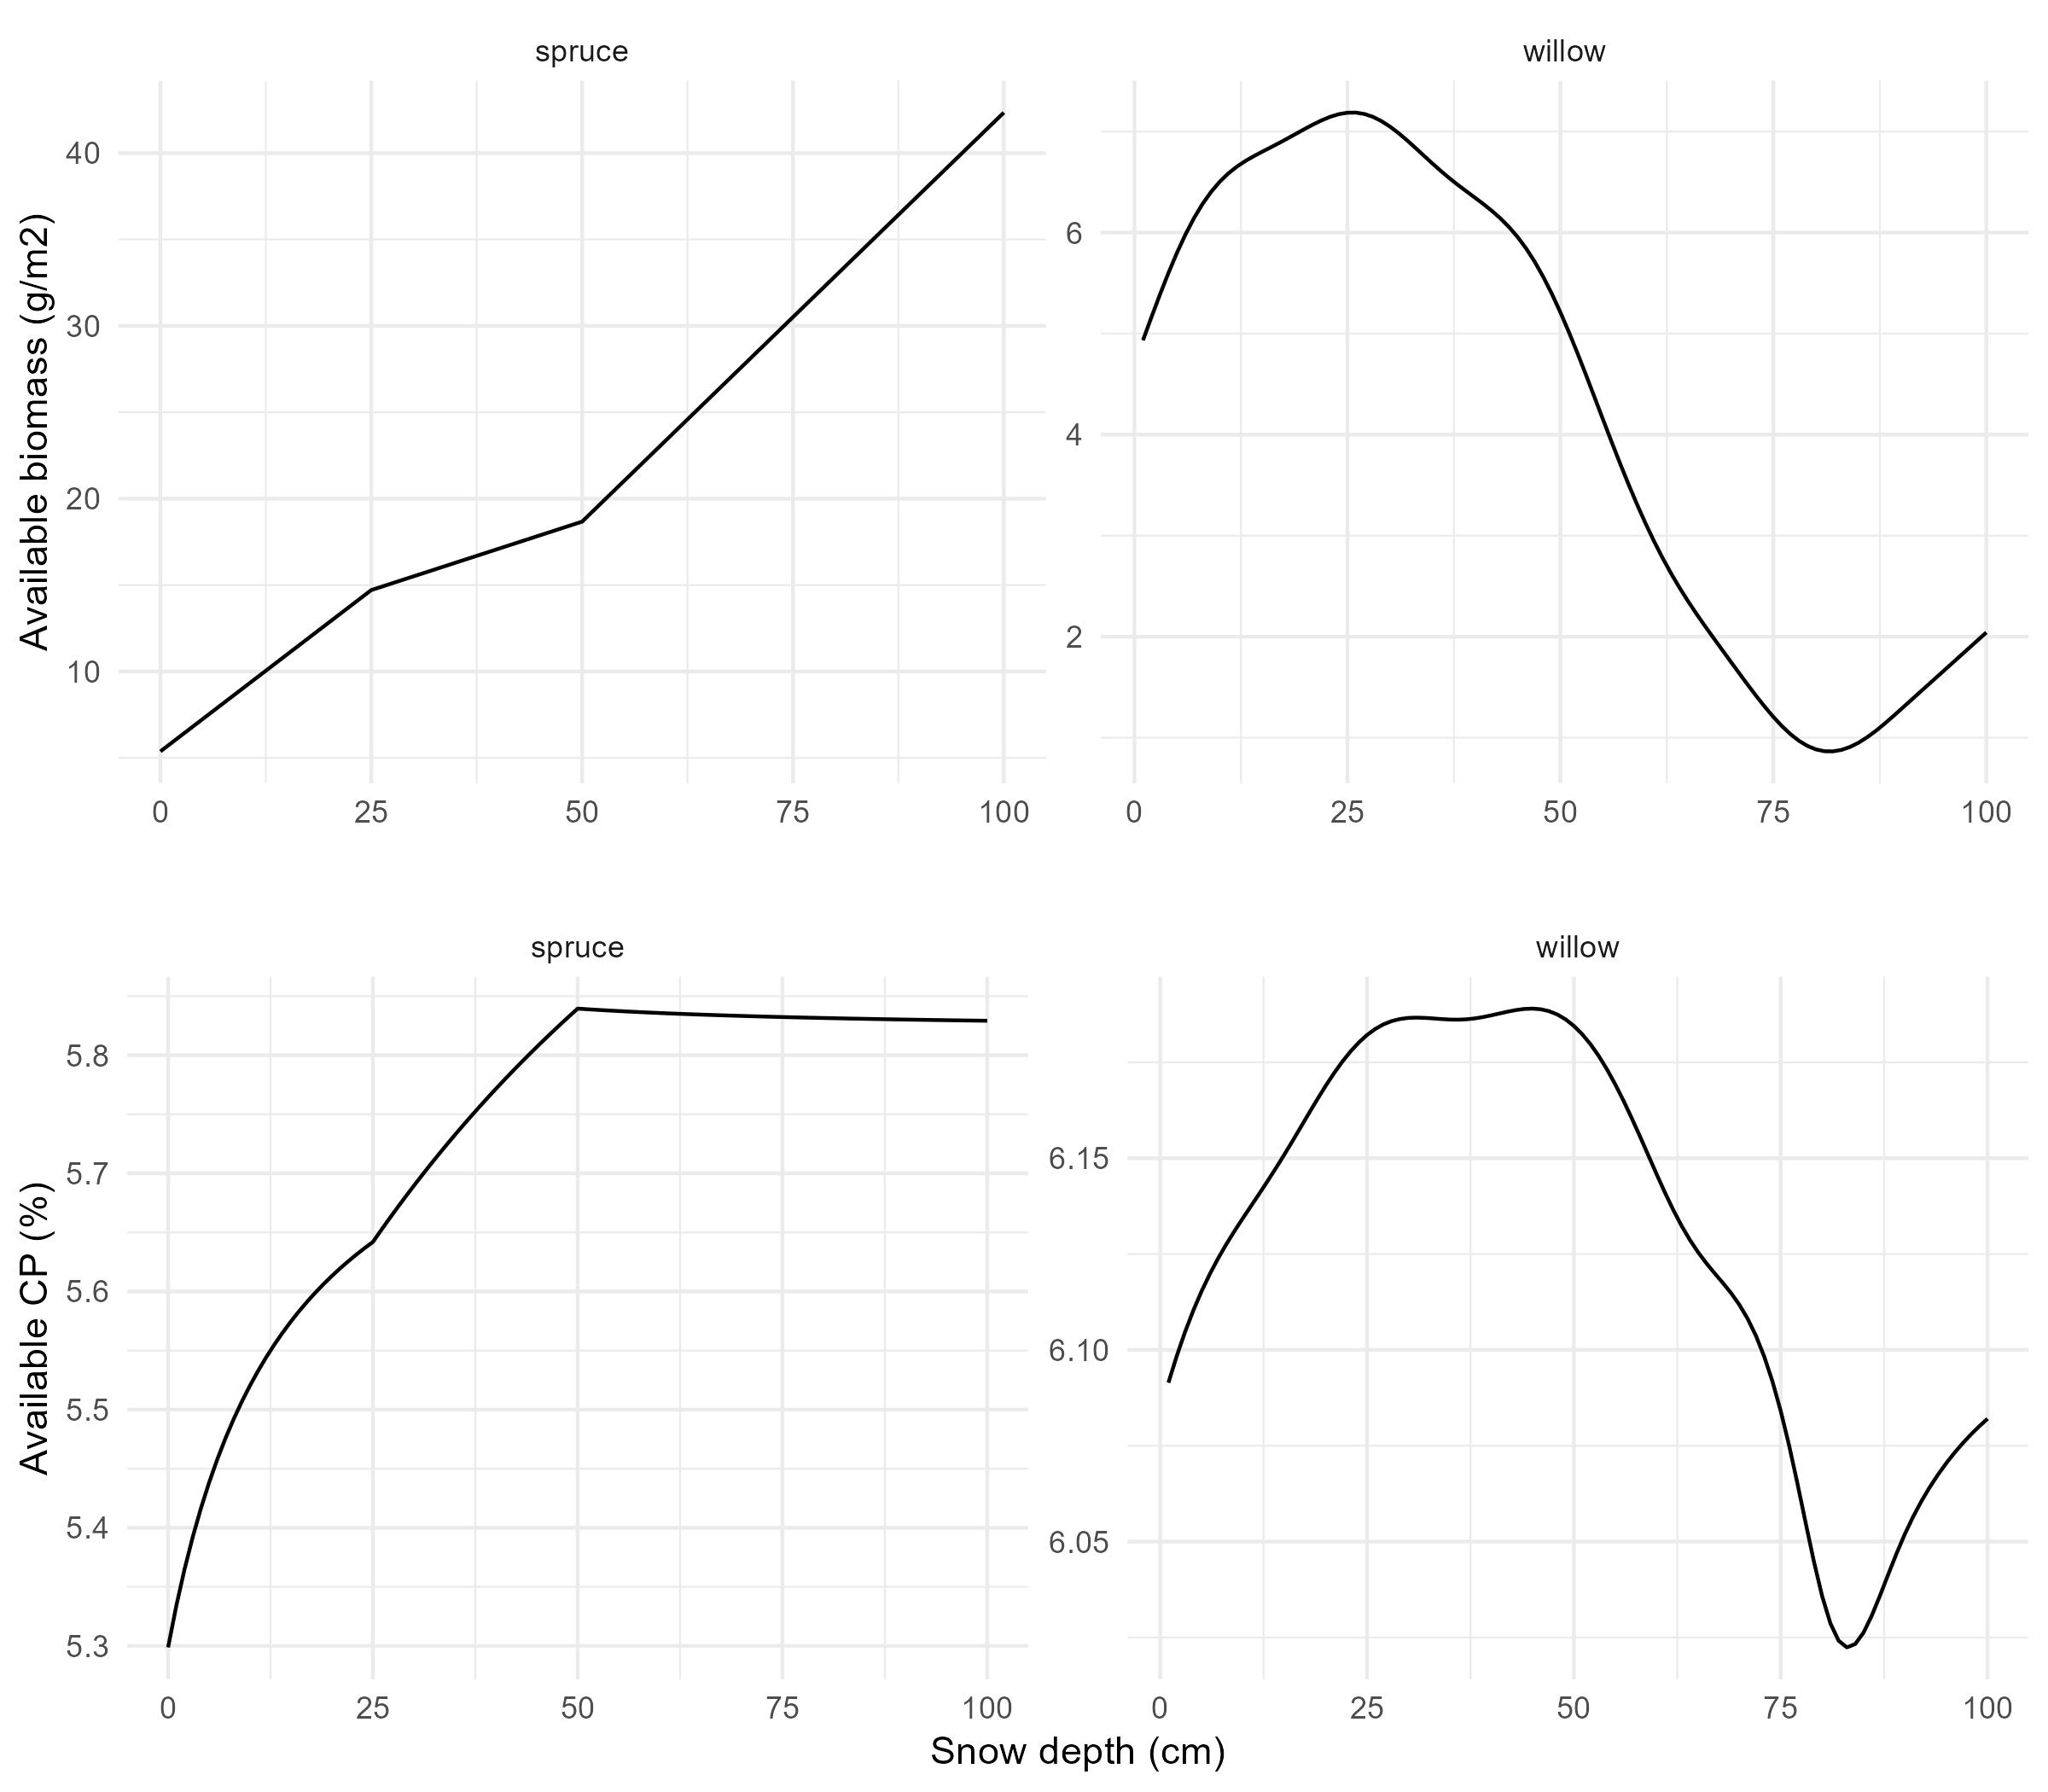 spruce
willow
Available biomass (g/m2)
40
30
20
10
6
4
2
0 25 50 75 100
0 25 50 75 100
spruce
willow
Available CP (%)
5.8
5.7
5.6
5.5
5.4
5.3
6.15
6.10
6.05
0 25 50 75 100
0 25 50 75 100
Snow depth (cm)